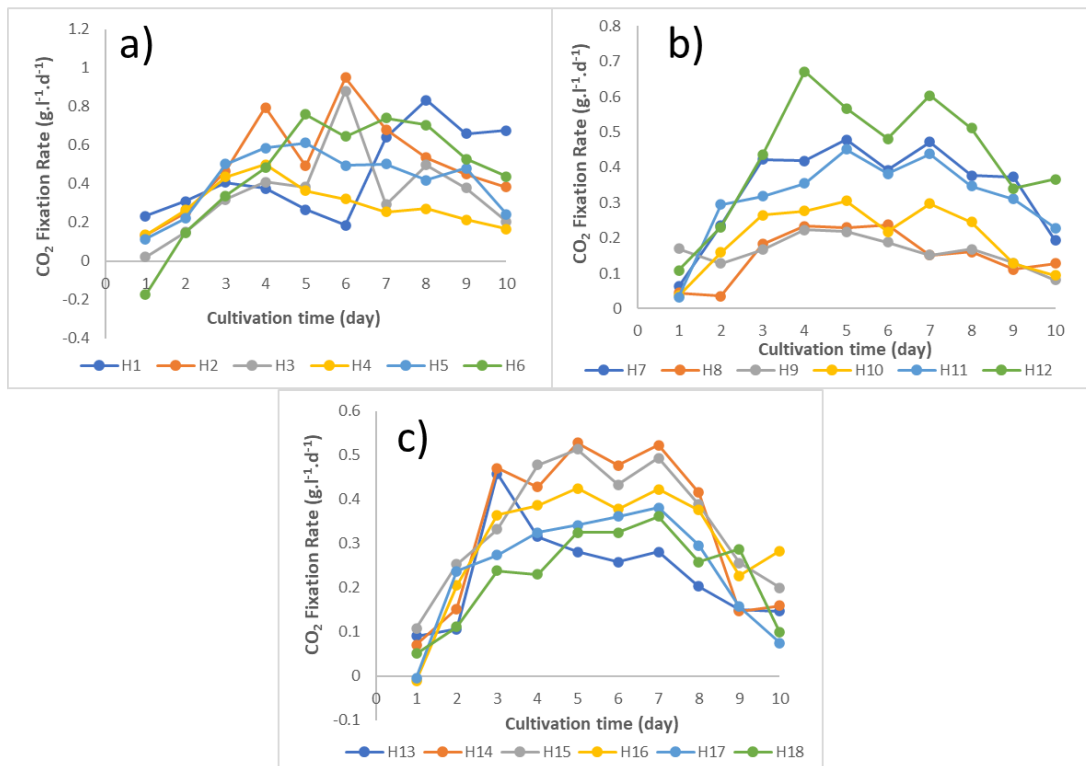 a)
CO₂ Fixation Rate (g.l⁻¹.d⁻¹)
1.2
1
0.8
0.6
0.4
0.2
0
-0.2
-0.4
0 1 2 3 4 5 6 7 8 9 10
Cultivation time (day)
H1 H2 H3 H4 H5 H6
b)
CO₂ Fixation Rate (g.l⁻¹.d⁻¹)
0.8
0.7
0.6
0.5
0.4
0.3
0.2
0.1
0
0 1 2 3 4 5 6 7 8 9 10
Cultivation time (day)
H7 H8 H9 H10 H11 H12
c)
CO₂ Fixation Rate (g.l⁻¹.d⁻¹)
0.6
0.5
0.4
0.3
0.2
0.1
0
-0.1
0 1 2 3 4 5 6 7 8 9 10
Cultivation time (day)
H13 H14 H15 H16 H17 H18